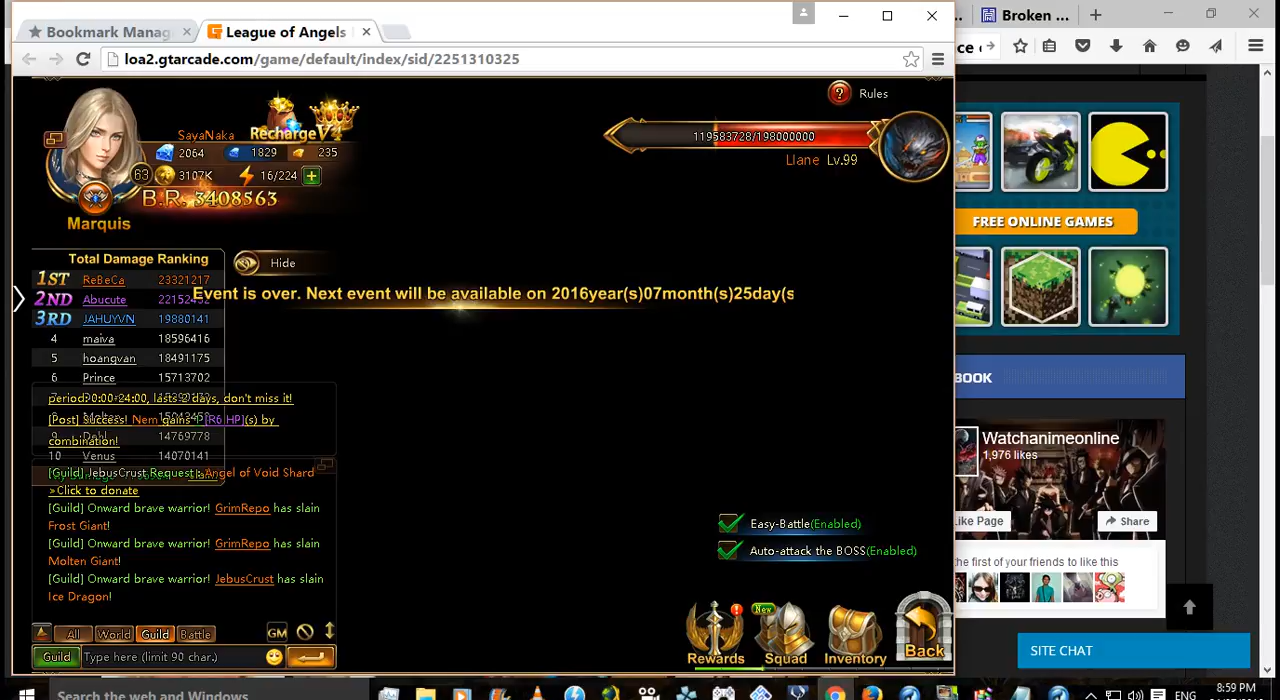 Bookmark Manag
League of Angels
Broken ...
loa2.gtarcade.com/game/default/index/sid/2251310325
Rules
SavaNaka
Recharge V4
2064
1829
235
63
3107K
16/224
B.R. 3408563
Marquis
119583728/198000000
Llane Lv.99
FREE ONLINE GAMES
Total Damage Ranking
Hide
1ST ReBeCa 23321217
2ND Abucute
3RD JAHUYVN 19880141
Event is over. Next event will be available on 2016year(s)07month(s)25day(s
4 maiva 18596416
5 hoangvan 18491175
6 Prince 15713702
period: 0:00-24:00, lasts 2 days, don't miss it!
[Post] Success! Nem gains P[R6 HP](s) by
combination!
14769778
10 Venus 14070141
[Guild] JebusCrust Request : Angel of Void Shard
»Click to donate
[Guild] Onward brave warrior! GrimRepo has slain
Frost Giant!
[Guild] Onward brave warrior! GrimRepo has slain
Molten Giant!
[Guild] Onward brave warrior! JebusCrust has slain
Ice Dragon!
All World Guild Battle
GM
Guild
Type here (limit 90 char.)
Easy-Battle(Enabled)
Auto-attack the BOSS(Enabled)
New
Rewards
Squad
Inventory
Back
BOOK
Watchanimeonline
1,976 likes
ike Page
Share
the first of your friends to like this
SITE CHAT
Search the web and Windows
ENG
8:59 PM